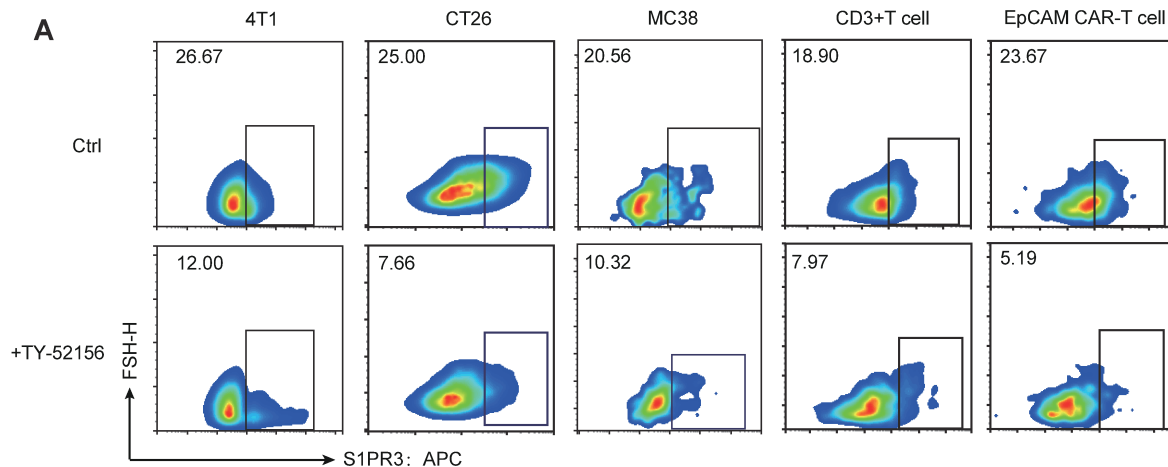 A
4T1 CT26 MC38 CD3+T cell EpCAM CAR-T cell
Ctrl
26.67 25.00 20.56 18.90 23.67
+TY-52156
12.00 7.66 10.32 7.97 5.19
FSH-H
S1PR3: APC